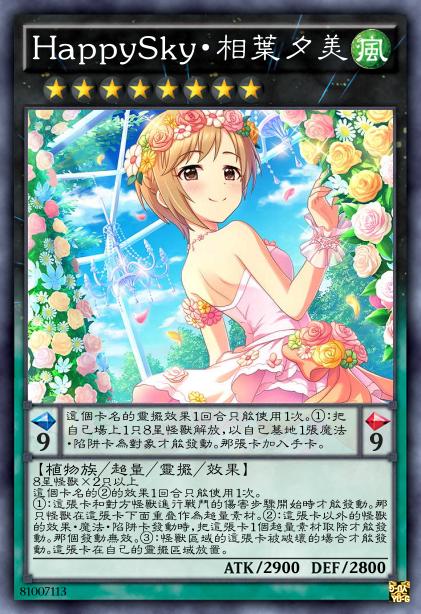 HappySky・相葉夕美 風
這個卡名的靈擺效果1回合只能使用1次。①:把
自己場上1只8星怪獸解放,以自己墓地1張魔法
·陷阱卡為對象才能發動。那張卡加入手卡。
9 9
【植物族／超量／靈擺／效果】
8星怪獸×2只以上
這個卡名的②的效果1回合只能使用1次。
①:這張卡和對方怪獸進行戰鬥的傷害步驟開始時才能發動。那
只怪獸在這張卡下面重疊作為超量素材。②:這張卡以外的怪獸
的效果·魔法·陷阱卡發動時,把這張卡1個超量素材取除才能發
動。那個發動無效。③:怪獸區域的這張卡被破壞的場合才能發
動。這張卡在自己的靈擺區域放置。
ATK/2900 DEF/2800
81007113